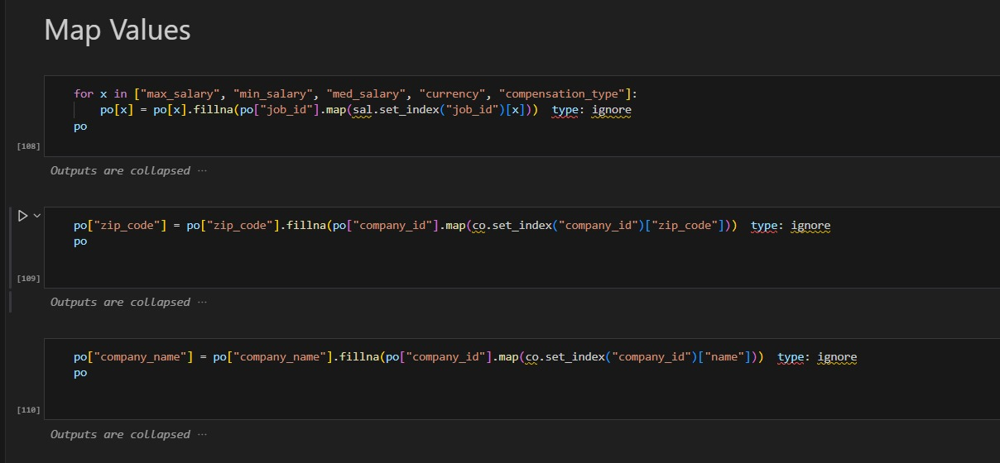 Map Values
for x in ["max_salary", "min_salary", "med_salary", "currency", "compensation_type"]:
    po[x] = po[x].fillna(po["job_id"].map(sal.set_index("job_id")[x]))  type: ignore
po
[108]
Outputs are collapsed ···
po["zip_code"] = po["zip_code"].fillna(po["company_id"].map(co.set_index("company_id")["zip_code"]))  type: ignore
po
[109]
Outputs are collapsed ···
po["company_name"] = po["company_name"].fillna(po["company_id"].map(co.set_index("company_id")["name"]))  type: ignore
po
[110]
Outputs are collapsed ···